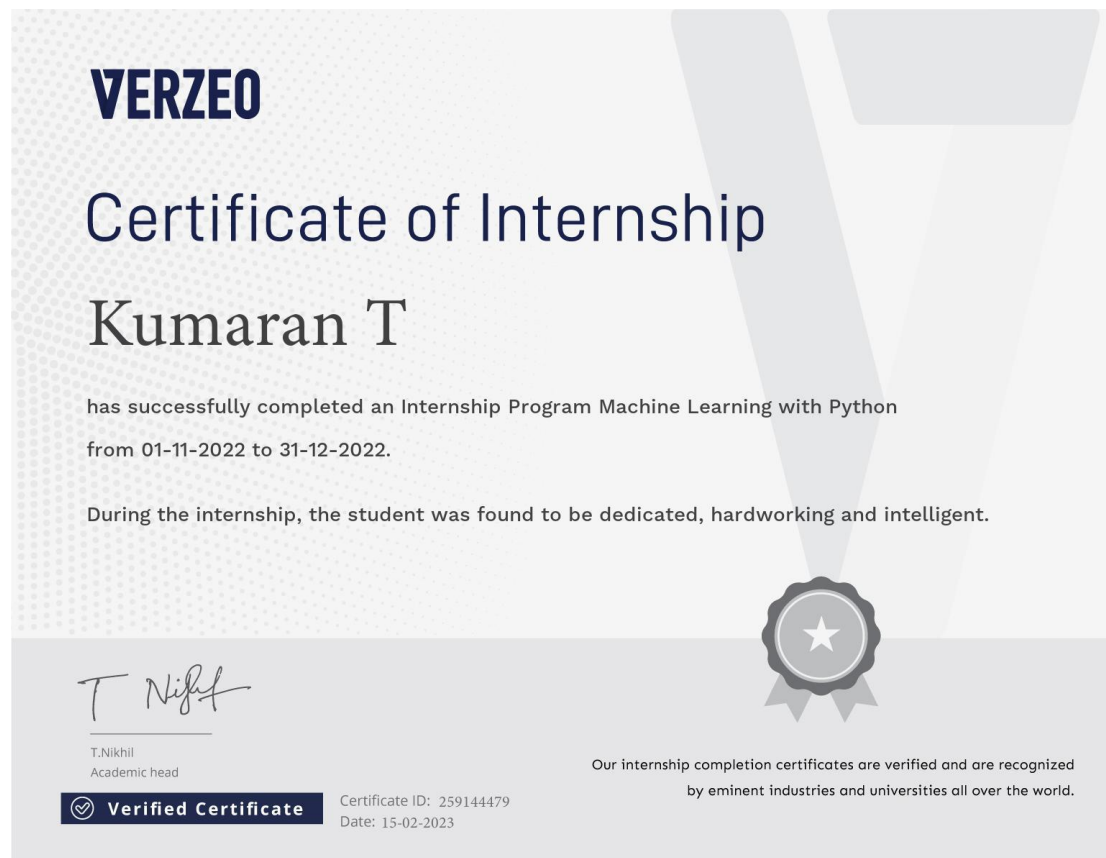 VERZEO
Certificate of Internship
Kumaran T
has successfully completed an Internship Program Machine Learning with Python
from 01-11-2022 to 31-12-2022.
During the internship, the student was found to be dedicated, hardworking and intelligent.
T Nikhil
T.Nikhil
Academic head
Verified Certificate
Certificate ID: 259144479
Date: 15-02-2023
Our internship completion certificates are verified and are recognized
by eminent industries and universities all over the world.